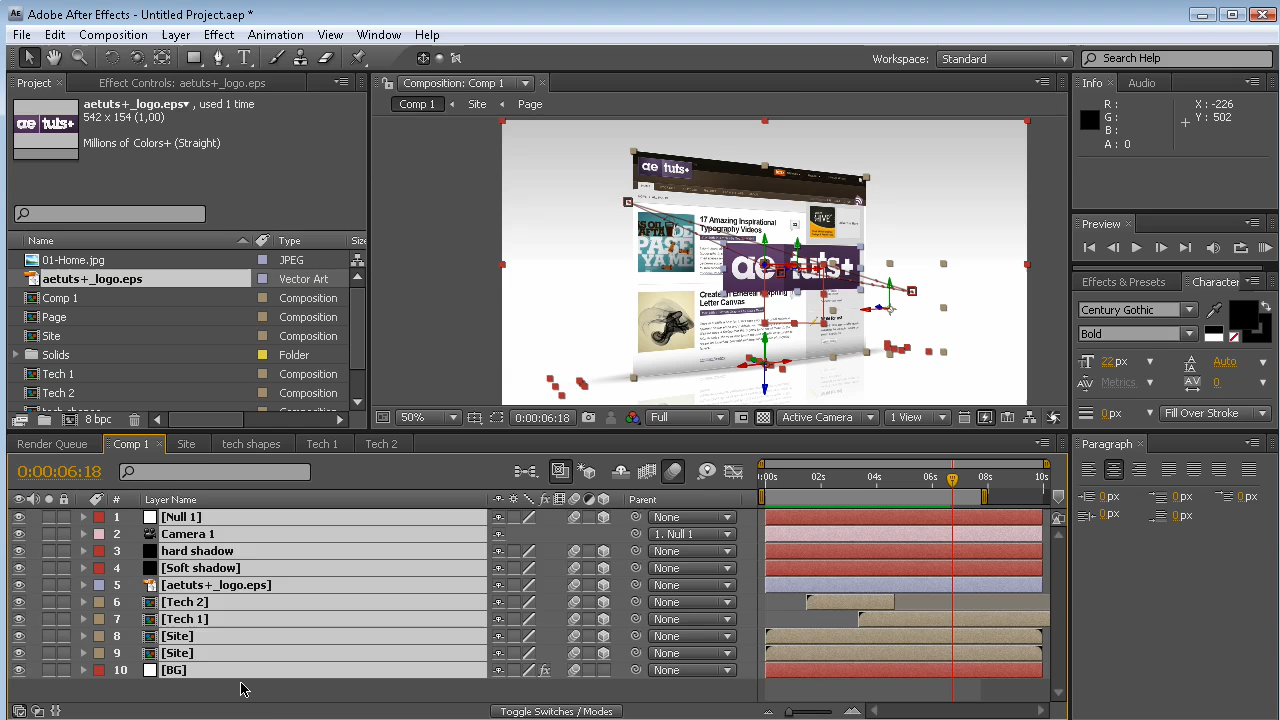 Adobe After Effects - Untitled Project.aep *
File Edit Composition Layer Effect Animation View Window Help
Workspace: Standard
Search Help
Project
Effect Controls: aetuts+_logo.eps
Composition: Comp 1
Info
Audio
aetuts+_logo.eps , used 1 time
542 x 154 (1,00)
Millions of Colors+ (Straight)
Comp 1
Site
Page
R :
G :
B :
A : 0
X : -226
Y : 502
Name
Type
01-Home.jpg JPEG
aetuts+_logo.eps Vector Art
Comp 1 Composition
Page Composition
Site Composition
Solids Folder
Tech 1 Composition
Tech 2 Composition
8 bpc
ae tuts+
17 Amazing Inspirational
Typography Videos
Letter Canvas
Preview
Effects & Presets
Character
Century Gothic
Bold
22 px
Auto
Metrics
0
0 px
Fill Over Stroke
50%
0:00:06:18
Full
Active Camera
1 View
Render Queue
Comp 1
Site
tech shapes
Tech 1
Tech 2
Paragraph
0:00:06:18
0:00s 02s 04s 06s 08s 10s
# Layer Name
Parent
1 [Null 1] None
2 Camera 1 1. Null 1
3 hard shadow None
4 [Soft shadow] None
5 [aetuts+_logo.eps] None
6 [Tech 2] None
7 [Tech 1] None
8 [Site] None
9 [Site] None
10 [BG] None
0 px 0 px 0 px
0 px 0 px
Toggle Switches / Modes